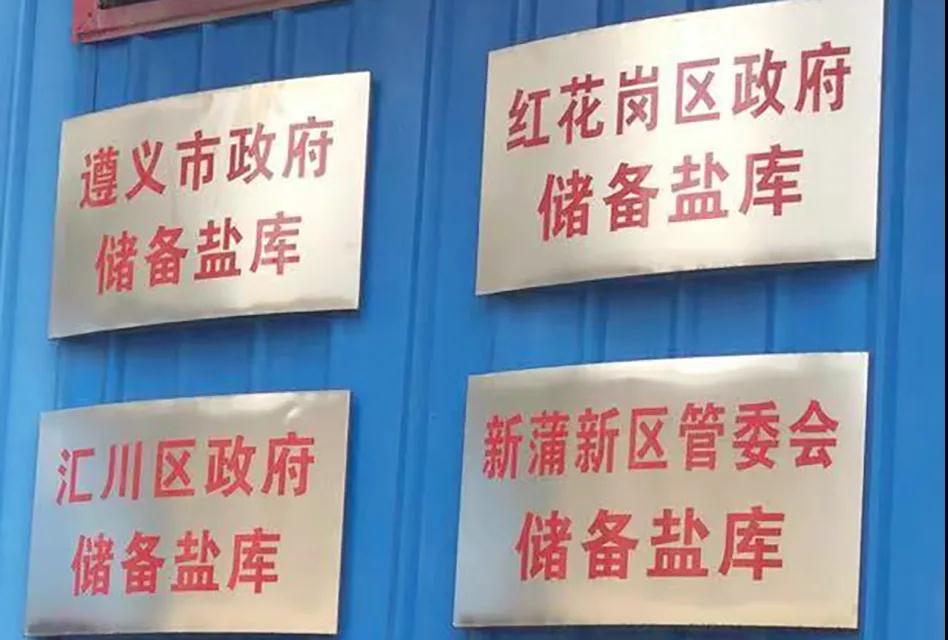 遵义市政府
储备盐库
红花岗区政府
储备盐库
汇川区政府
储备盐库
新蒲新区管委会
储备盐库